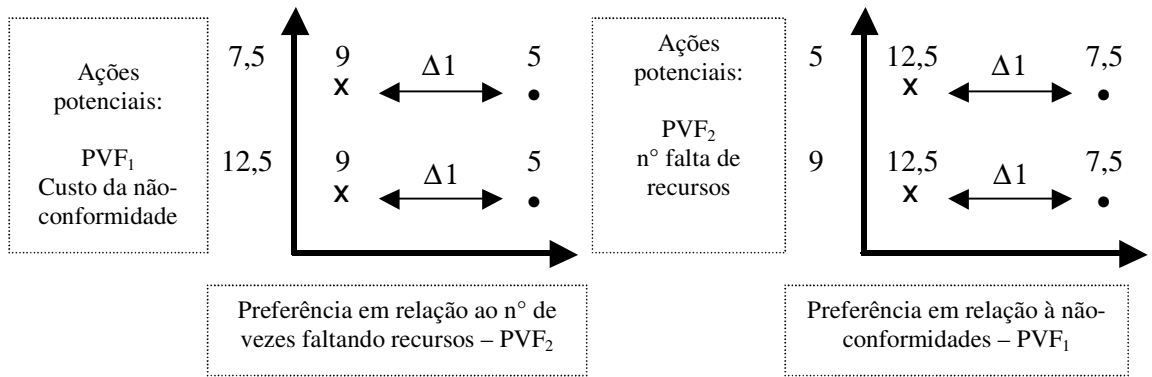 Ações
potenciais:
PVF₁
Custo da não-
conformidade
7,5 9 Δ1 5
x
12,5 9 Δ1 5
x
Preferência em relação ao n° de
vezes faltando recursos – PVF₂
Ações
potenciais:
PVF₂
n° falta de
recursos
5 12,5 Δ1 7,5
x
9 12,5 Δ1 7,5
x
Preferência em relação à não-
conformidades – PVF₁